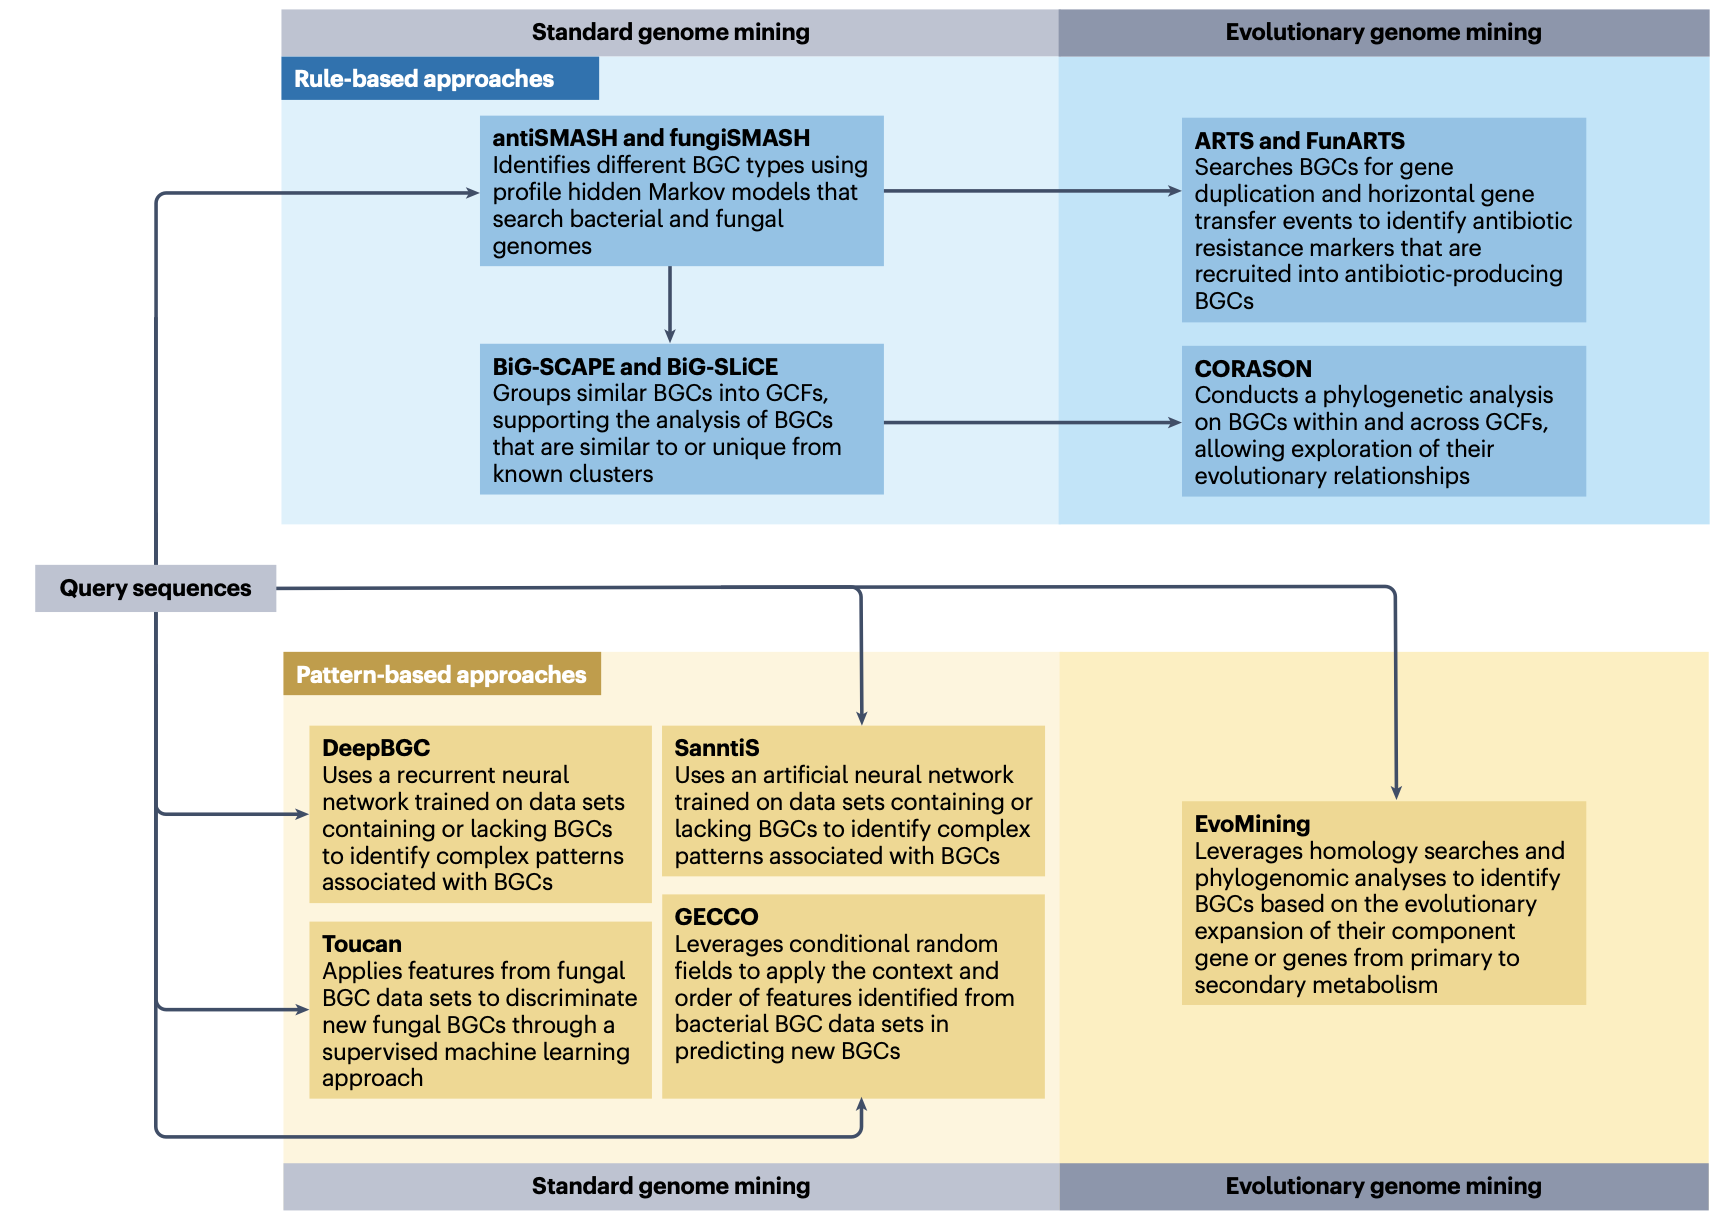 Standard genome mining
Evolutionary genome mining
Rule-based approaches
antiSMASH and fungiSMASH
Identifies different BGC types using
profile hidden Markov models that
search bacterial and fungal
genomes
ARTS and FunARTS
Searches BGCs for gene
duplication and horizontal gene
transfer events to identify antibiotic
resistance markers that are
recruited into antibiotic-producing
BGCs
BiG-SCAPE and BiG-SLiCE
Groups similar BGCs into GCFs,
supporting the analysis of BGCs
that are similar to or unique from
known clusters
CORASON
Conducts a phylogenetic analysis
on BGCs within and across GCFs,
allowing exploration of their
evolutionary relationships
Query sequences
Pattern-based approaches
DeepBGC
Uses a recurrent neural
network trained on data sets
containing or lacking BGCs
to identify complex patterns
associated with BGCs
SanntiS
Uses an artificial neural network
trained on data sets containing or
lacking BGCs to identify complex
patterns associated with BGCs
Toucan
Applies features from fungal
BGC data sets to discriminate
new fungal BGCs through a
supervised machine learning
approach
GECCO
Leverages conditional random
fields to apply the context and
order of features identified from
bacterial BGC data sets in
predicting new BGCs
EvoMining
Leverages homology searches and
phylogenomic analyses to identify
BGCs based on the evolutionary
expansion of their component
gene or genes from primary to
secondary metabolism
Standard genome mining
Evolutionary genome mining